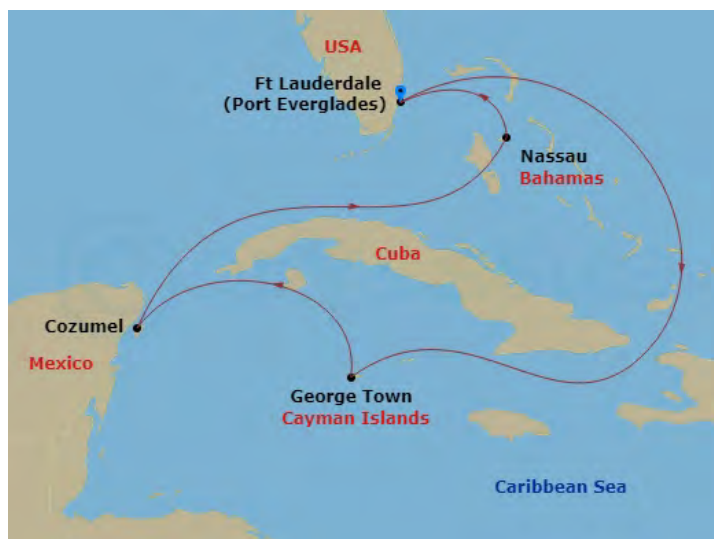 USA
Ft Lauderdale
(Port Everglades)
Nassau
Bahamas
Cuba
Cozumel
Mexico
George Town
Cayman Islands
Caribbean Sea